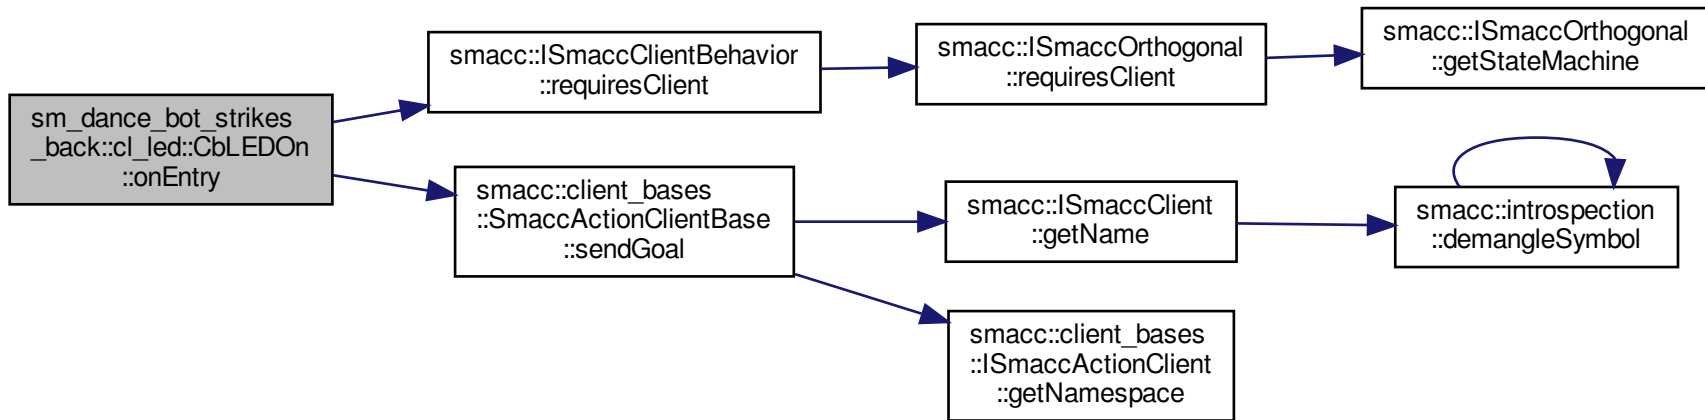 sm_dance_bot_strikes
_back::cl_led::CbLEDOn
::onEntry
smacc::ISmaccClientBehavior
::requiresClient
smacc::ISmaccOrthogonal
::requiresClient
smacc::ISmaccOrthogonal
::getStateMachine
smacc::client_bases
::SmaccActionClientBase
::sendGoal
smacc::ISmaccClient
::getName
smacc::introspection
::demangleSymbol
smacc::client_bases
::ISmaccActionClient
::getNamespace